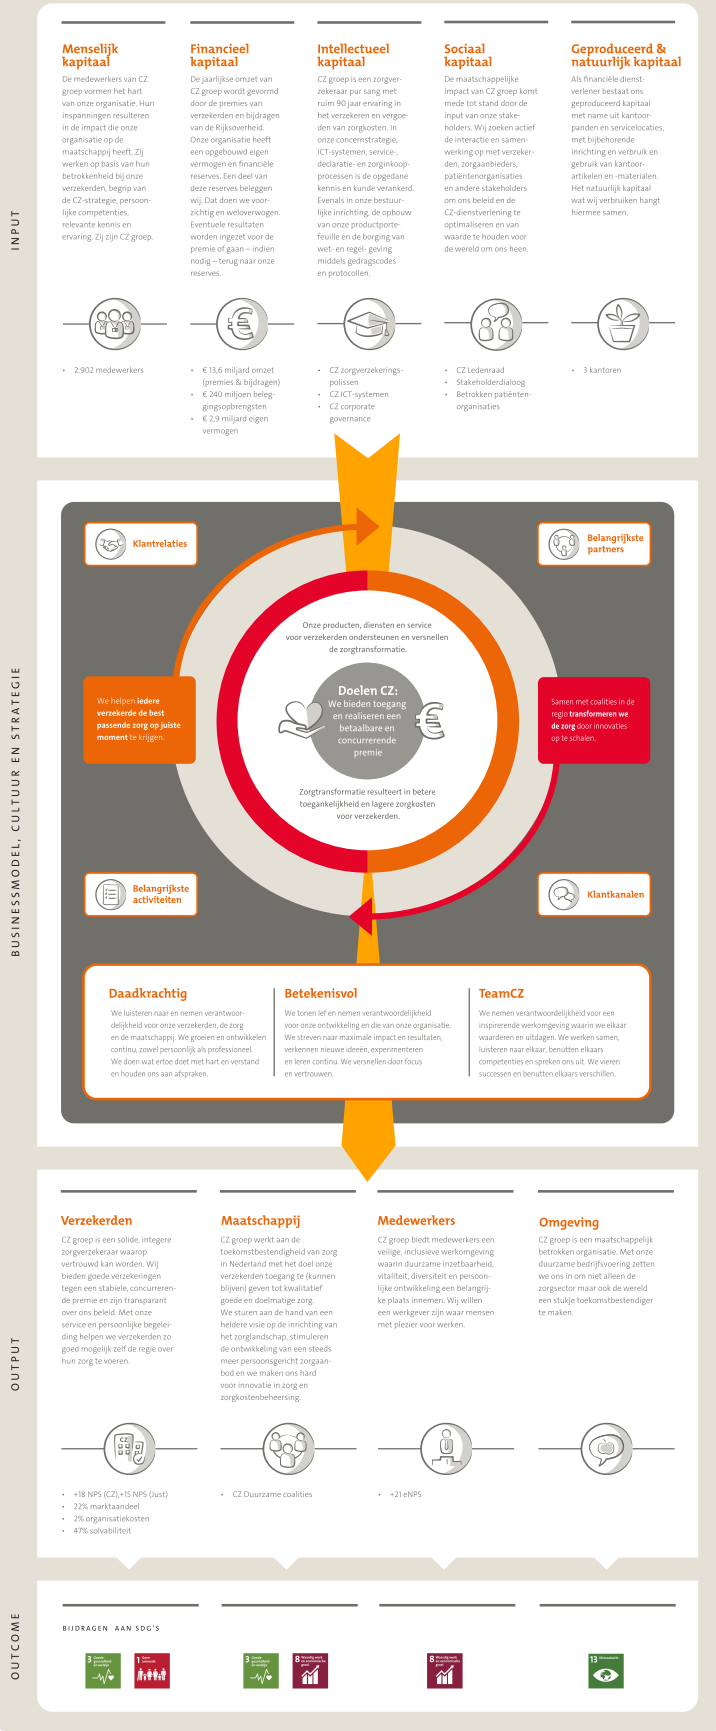 INPUT
Menselijk
kapitaal
De medewerkers van CZ
groep vormen het hart
van onze organisatie. Hun
inspanningen resulteren
in de impact die onze
organisatie op de
maatschappij heeft. Zij
werken op basis van hun
betrokkenheid bij onze
verzekerden, begrip van
de CZ-strategie, persoon-
lijke competenties,
relevante kennis en
ervaring. Zij zijn CZ groep.
• 2.902 medewerkers
Financieel
kapitaal
De jaarlijkse omzet van
CZ groep wordt gevormd
door de premies van
verzekerden en bijdragen
van de Rijksoverheid.
Onze organisatie heeft
een opgebouwd eigen
vermogen en financiële
reserves. Een deel van
deze reserves beleggen
wij. Dat doen we voor-
zichtig en weloverwogen.
Eventuele resultaten
worden ingezet voor de
premie of gaan – indien
nodig – terug naar onze
reserves.
• € 13,6 miljard omzet
(premies & bijdragen)
• € 240 miljoen beleg-
gingsopbrengsten
• € 2,9 miljard eigen
vermogen
Intellectueel
kapitaal
CZ groep is een zorgver-
zekeraar pur sang met
ruim 90 jaar ervaring in
het verzekeren en vergoe-
den van zorgkosten. In
onze concernstrategie,
ICT-systemen, service-,
declaratie- en zorginkoop-
processen is de opgedane
kennis en kunde verankerd.
Evenals in onze bestuur-
lijke inrichting, de opbouw
van onze productporte-
feuille en de borging van
wet- en regel- geving
middels gedragscodes
en protocollen.
• CZ zorgverzekerings-
polissen
• CZ ICT-systemen
• CZ corporate
governance
Sociaal
kapitaal
De maatschappelijke
impact van CZ groep komt
mede tot stand door de
input van onze stake-
holders. Wij zoeken actief
de interactie en samen-
werking op met verzeker-
den, zorgaanbieders,
patiëntenorganisaties
en andere stakeholders
om ons beleid en de
CZ-dienstverlening te
optimaliseren en van
waarde te houden voor
de wereld om ons heen.
• CZ Ledenraad
• Stakeholderdialoog
• Betrokken patiënten-
organisaties
Geproduceerd &
natuurlijk kapitaal
Als financiële dienst-
verlener bestaat ons
geproduceerd kapitaal
met name uit kantoor-
panden en servicelocaties,
met bijbehorende
inrichting en verbruik en
gebruik van kantoor-
artikelen en -materialen.
Het natuurlijk kapitaal
wat wij verbruiken hangt
hiermee samen.
• 3 kantoren
BUSINESSMODEL, CULTUUR EN STRATEGIE
Klantrelaties
Belangrijkste
partners
Onze producten, diensten en service
voor verzekerden ondersteunen en versnellen
de zorgtransformatie.
We helpen iedere
verzekerde de best
passende zorg op juiste
moment te krijgen.
Doelen CZ:
We bieden toegang
en realiseren een
betaalbare en
concurrerende
premie
€
Samen met coalities in de
regio transformeren we
de zorg door innovaties
op te schalen.
Zorgtransformatie resulteert in betere
toegankelijkheid en lagere zorgkosten
voor verzekerden.
Belangrijkste
activiteiten
Klantkanalen
Daadkrachtig
We luisteren naar en nemen verantwoor-
delijkheid voor onze verzekerden, de zorg
en de maatschappij. We groeien en ontwikkelen
continu, zowel persoonlijk als professioneel.
We doen wat ertoe doet met hart en verstand
en houden ons aan afspraken.
Betekenisvol
We tonen lef en nemen verantwoordelijkheid
voor onze ontwikkeling en die van onze organisatie.
We streven naar maximale impact en resultaten,
verkennen nieuwe ideeën, experimenteren
en leren continu. We versnellen door focus
en vertrouwen.
TeamCZ
We nemen verantwoordelijkheid voor een
inspirerende werkomgeving waarin we elkaar
waarderen en uitdagen. We werken samen,
luisteren naar elkaar, benutten elkaars
competenties en spreken ons uit. We vieren
successen en benutten elkaars verschillen.
OUTPUT
Verzekerden
CZ groep is een solide, integere
zorgverzekeraar waarop
vertrouwd kan worden. Wij
bieden goede verzekeringen
tegen een stabiele, concurreren-
de premie en zijn transparant
over ons beleid. Met onze
service en persoonlijke begelei-
ding helpen we verzekerden zo
goed mogelijk zelf de regie over
hun zorg te voeren.
CZ
• +18 NPS (CZ),+15 NPS (Just)
• 22% marktaandeel
• 2% organisatiekosten
• 47% solvabiliteit
Maatschappij
CZ groep werkt aan de
toekomstbestendigheid van zorg
in Nederland met het doel onze
verzekerden toegang te (kunnen
blijven) geven tot kwalitatief
goede en doelmatige zorg.
We sturen aan de hand van een
heldere visie op de inrichting van
het zorglandschap, stimuleren
de ontwikkeling van een steeds
meer persoonsgericht zorgaan-
bod en we maken ons hard
voor innovatie in zorg en
zorgkostenbeheersing.
• CZ Duurzame coalities
Medewerkers
CZ groep biedt medewerkers een
veilige, inclusieve werkomgeving
waarin duurzame inzetbaarheid,
vitaliteit, diversiteit en persoon-
lijke ontwikkeling een belangrij-
ke plaats innemen. Wij willen
een werkgever zijn waar mensen
met plezier voor werken.
• +21 eNPS
Omgeving
CZ groep is een maatschappelijk
betrokken organisatie. Met onze
duurzame bedrijfsvoering zetten
we ons in om niet alleen de
zorgsector maar ook de wereld
een stukje toekomstbestendiger
te maken.
OUTCOME
BIJDRAGEN AAN SDG'S
3 Goede
gezondheid
en welzijn
1 Geen
armoede
3 Goede
gezondheid
en welzijn
8 Waardig werk
en economische
groei
8 Waardig werk
en economische
groei
13